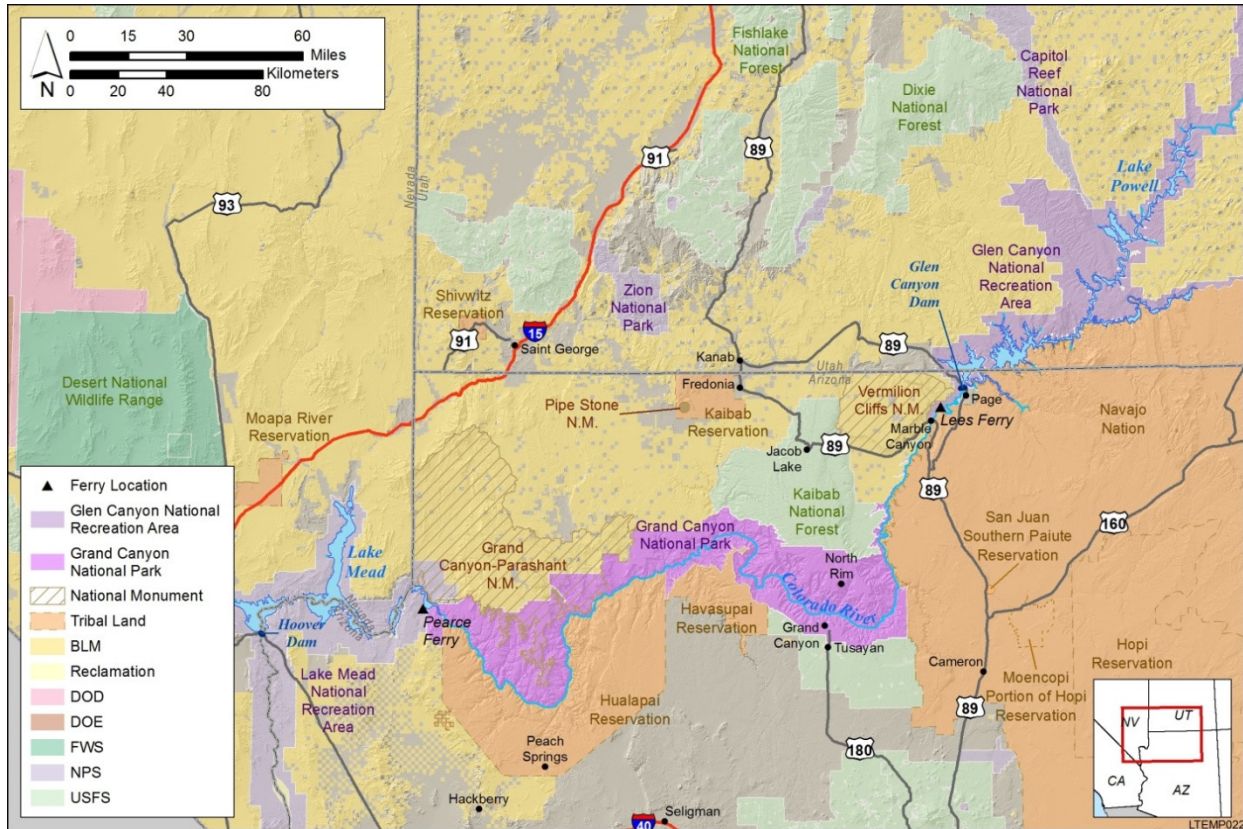 0 15 30 60
Miles
Kilometers
0 20 40 80
N
Fishlake
National
Forest
Capitol
Reef
National
Park
Dixie
National
Forest
91
89
93
Nevada
Utah
Lake
Powell
Glen Canyon
National
Recreation
Area
Glen
Canyon
Dam
Zion
National
Park
Shivwitz
Reservation
91
15
Saint George
89
Kanab
Utah
Arizona
Fredonia
Desert National
Wildlife Range
Moapa River
Reservation
Pipe Stone
N.M.
Kaibab
Reservation
Vermilion
Cliffs N.M.
Page
Lees Ferry
Marble
Canyon
Navajo
Nation
Jacob
Lake
89
89
160
Kaibab
National
Forest
San Juan
Southern Paiute
Reservation
Grand Canyon
National Park
Grand
Canyon-Parashant
N.M.
North
Rim
Colorado River
Lake
Mead
Hoover
Dam
Pearce
Ferry
Havasupai
Reservation
Grand
Canyon
Tusayan
Lake Mead
National
Recreation
Area
Hualapai
Reservation
Cameron
Moencopi
Portion of Hopi
Reservation
Hopi
Reservation
89
180
Peach
Springs
Hackberry
Seligman
40
Ferry Location
Glen Canyon National
Recreation Area
Grand Canyon
National Park
National Monument
Tribal Land
BLM
Reclamation
DOD
DOE
FWS
NPS
USFS
NV
UT
CA
AZ
LTEMP022